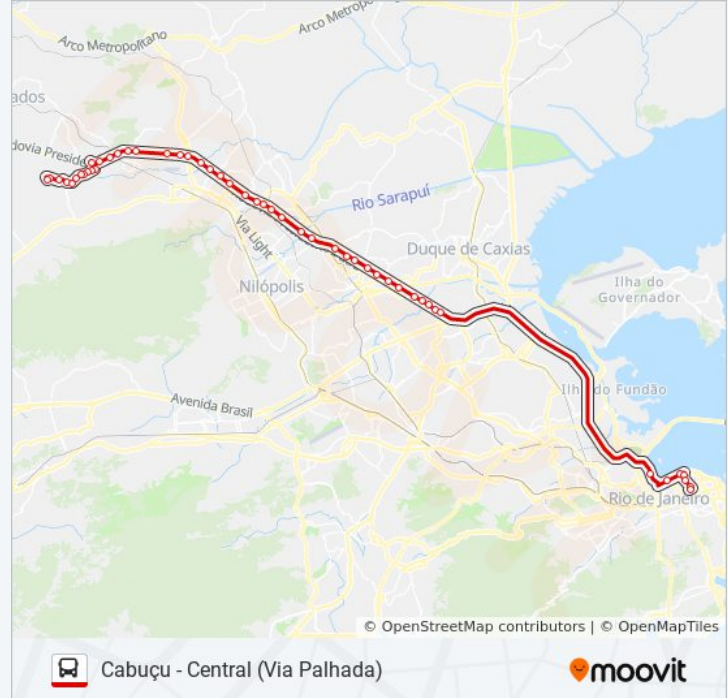 Arco Metropolitano
Arco Metropo
ados
dovia Preside
Rio Sarapuí
Via Light
Duque de Caxias
Nilópolis
Ilha do
Governador
Avenida Brasil
Ilha do Fundão
Rio de Janeiro
© OpenStreetMap contributors | © OpenMapTiles
Cabuçu - Central (Via Palhada)
moovit